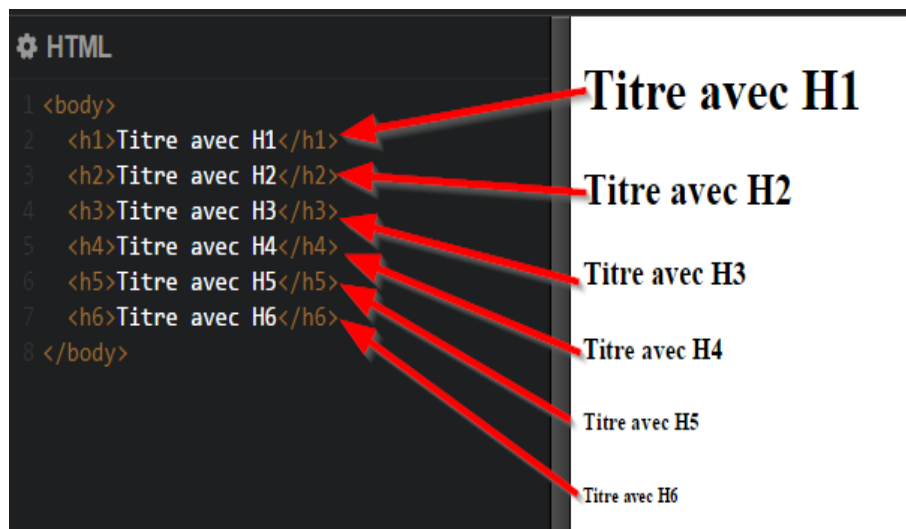 HTML
1 <body>
2 <h1>Titre avec H1</h1>
3 <h2>Titre avec H2</h2>
4 <h3>Titre avec H3</h3>
5 <h4>Titre avec H4</h4>
6 <h5>Titre avec H5</h5>
7 <h6>Titre avec H6</h6>
8 </body>
Titre avec H1
Titre avec H2
Titre avec H3
Titre avec H4
Titre avec H5
Titre avec H6